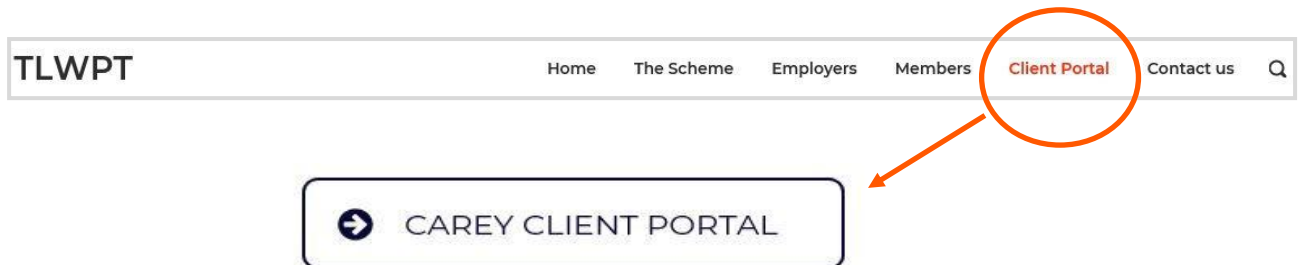 TLWPT Home The Scheme Employers Members Client Portal Contact us
CAREY CLIENT PORTAL